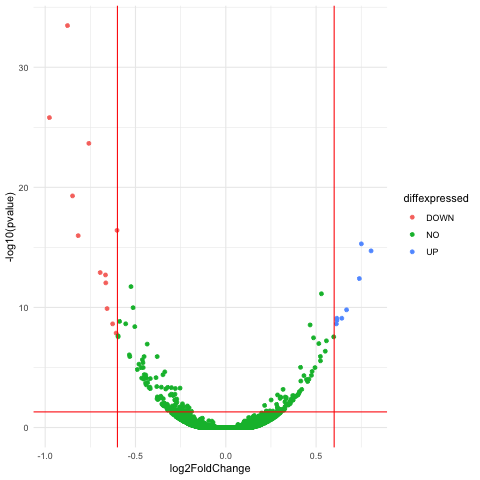 30
20
10
0
-log10(pvalue)
-1.0 -0.5 0.0 0.5
log2FoldChange
diffexpressed
DOWN
NO
UP